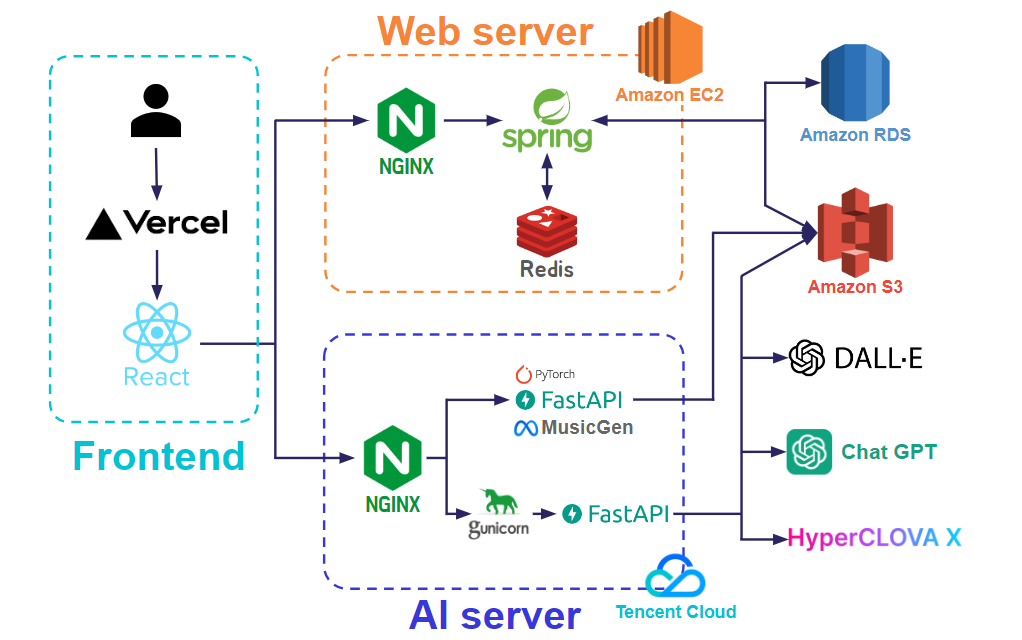 Web server
Amazon EC2
Vercel
React
Frontend
NGINX
spring
Redis
Amazon RDS
Amazon S3
NGINX
PyTorch
FastAPI
MusicGen
gunicorn
FastAPI
DALL·E
Chat GPT
HyperCLOVA X
AI server
Tencent Cloud